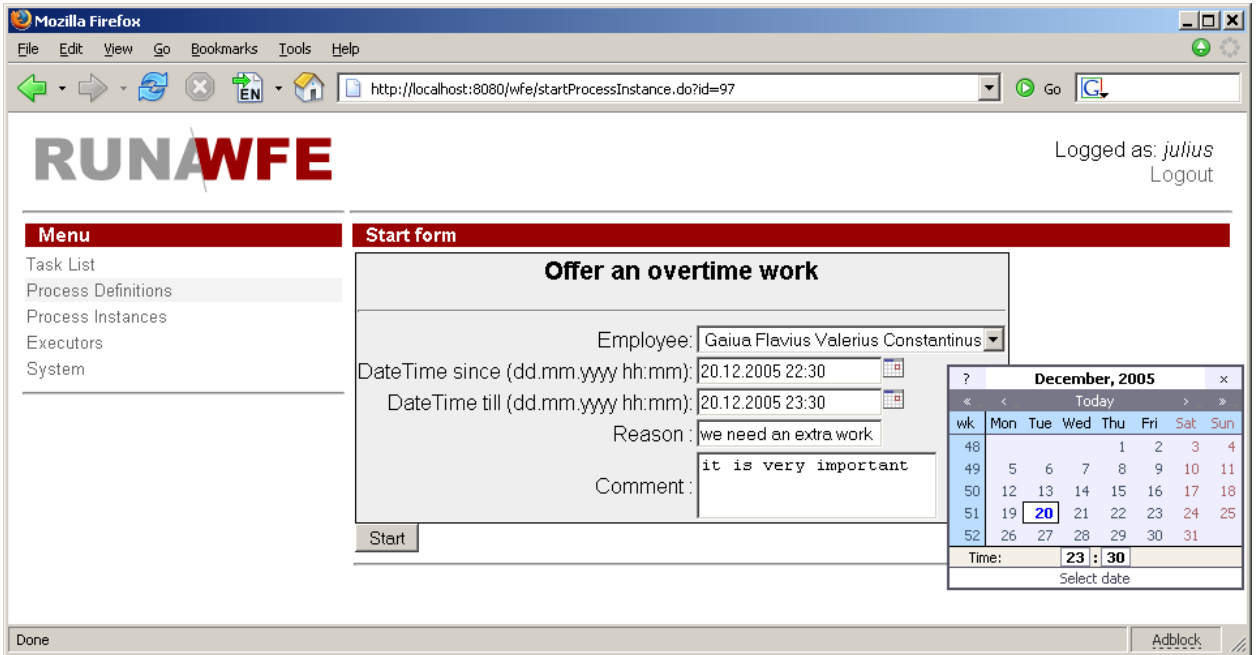 Mozilla Firefox
File Edit View Go Bookmarks Tools Help
EN http://localhost:8080/wfe/startProcessInstance.do?id=97 Go G
RUNAWFE
Logged as: julius
Logout
Menu
Task List
Process Definitions
Process Instances
Executors
System
Start form
Offer an overtime work
Employee: Gaiua Flavius Valerius Constantinus
DateTime since (dd.mm.yyyy hh:mm): 20.12.2005 22:30
DateTime till (dd.mm.yyyy hh:mm): 20.12.2005 23:30
Reason : we need an extra work
Comment : it is very important
Start
? December, 2005 ×
« ‹ Today › »
wk Mon Tue Wed Thu Fri Sat Sun
48 1 2 3 4
49 5 6 7 8 9 10 11
50 12 13 14 15 16 17 18
51 19 20 21 22 23 24 25
52 26 27 28 29 30 31
Time: 23 : 30
Select date
Done Adblock